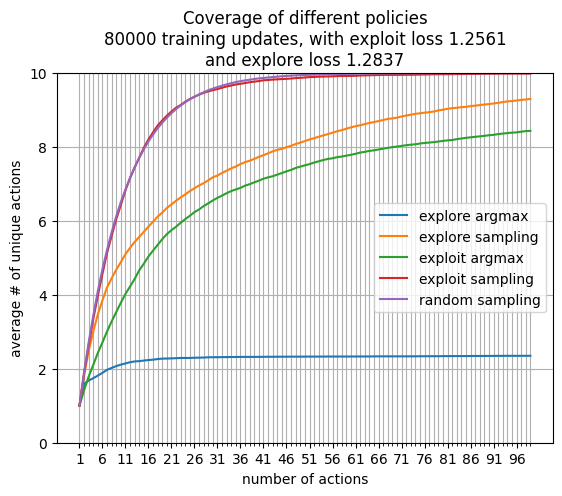 Coverage of different policies
80000 training updates, with exploit loss 1.2561
and explore loss 1.2837
10
8
6
4
2
0
average # of unique actions
explore argmax
explore sampling
exploit argmax
exploit sampling
random sampling
1 6 11 16 21 26 31 36 41 46 51 56 61 66 71 76 81 86 91 96
number of actions